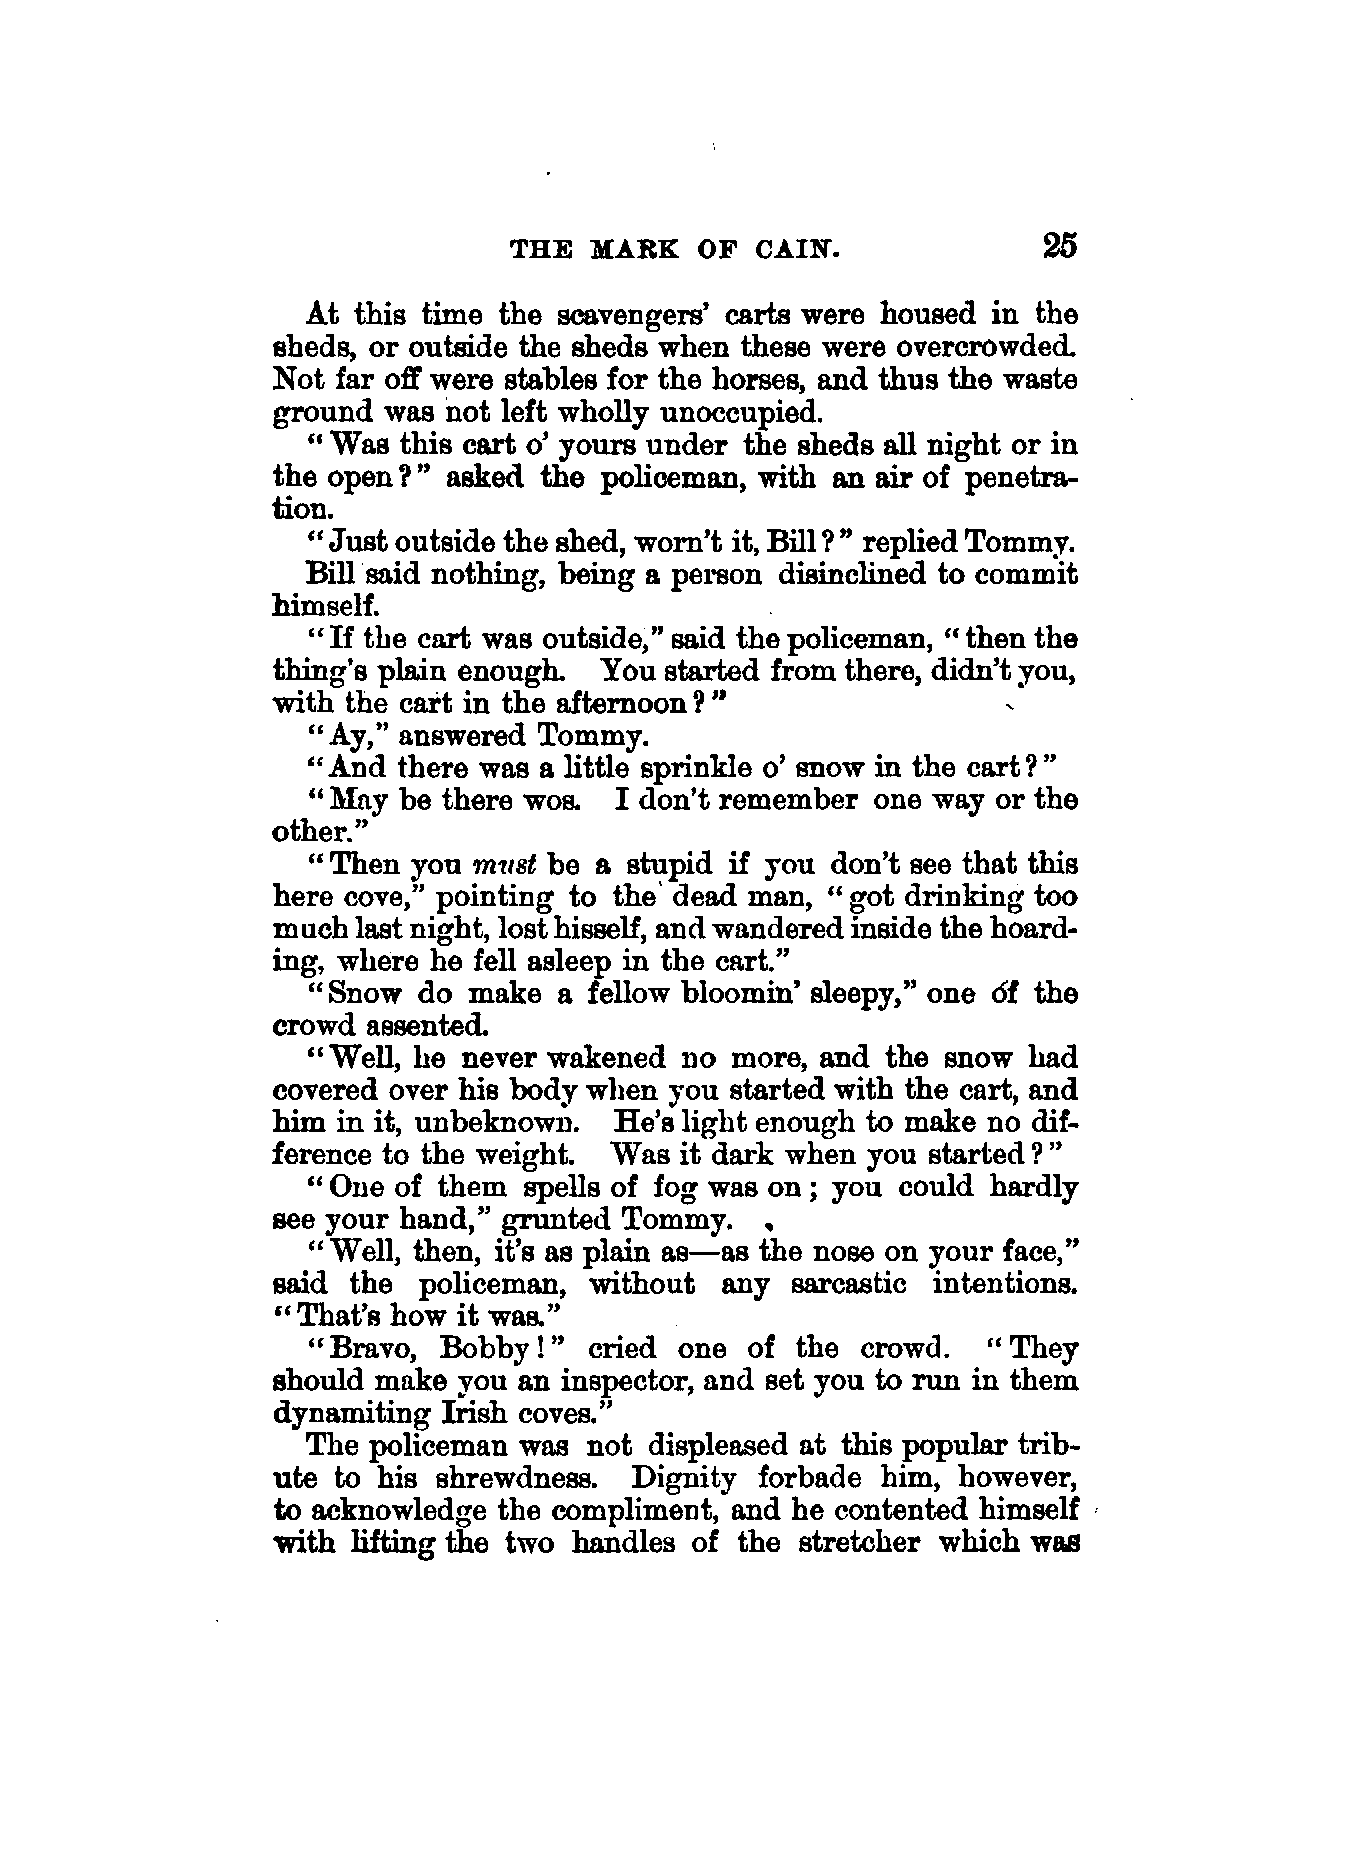 THE MARK OF CAIN. 25
At this time the scavengers' carts were housed in the
sheds, or outside the sheds when these were overcrowded.
Not far off were stables for the horses, and thus the waste
ground was not left wholly unoccupied.
"Was this cart o' yours under the sheds all night or in
the open?" asked the policeman, with an air of penetra-
tion.
"Just outside the shed, worn't it, Bill?" replied Tommy.
Bill said nothing, being a person disinclined to commit
himself.
"If the cart was outside," said the policeman, "then the
thing's plain enough. You started from there, didn't you,
with the cart in the afternoon?"
"Ay," answered Tommy.
"And there was a little sprinkle o' snow in the cart?"
"May be there wos. I don't remember one way or the
other."
"Then you must be a stupid if you don't see that this
here cove," pointing to the dead man, "got drinking too
much last night, lost hisself, and wandered inside the hoard-
ing, where he fell asleep in the cart."
"Snow do make a fellow bloomin' sleepy," one of the
crowd assented.
"Well, he never wakened no more, and the snow had
covered over his body when you started with the cart, and
him in it, unbeknown. He's light enough to make no dif-
ference to the weight. Was it dark when you started?"
"One of them spells of fog was on; you could hardly
see your hand," grunted Tommy.
"Well, then, it's as plain as—as the nose on your face,"
said the policeman, without any sarcastic intentions.
"That's how it was."
"Bravo, Bobby!" cried one of the crowd. "They
should make you an inspector, and set you to run in them
dynamiting Irish coves."
The policeman was not displeased at this popular trib-
ute to his shrewdness. Dignity forbade him, however,
to acknowledge the compliment, and he contented himself
with lifting the two handles of the stretcher which was